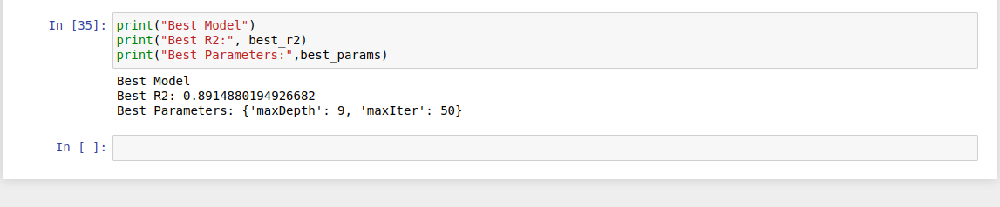 In [35]: print("Best Model")
print("Best R2:", best_r2)
print("Best Parameters:",best_params)
Best Model
Best R2: 0.8914880194926682
Best Parameters: {'maxDepth': 9, 'maxIter': 50}
In [ ]: